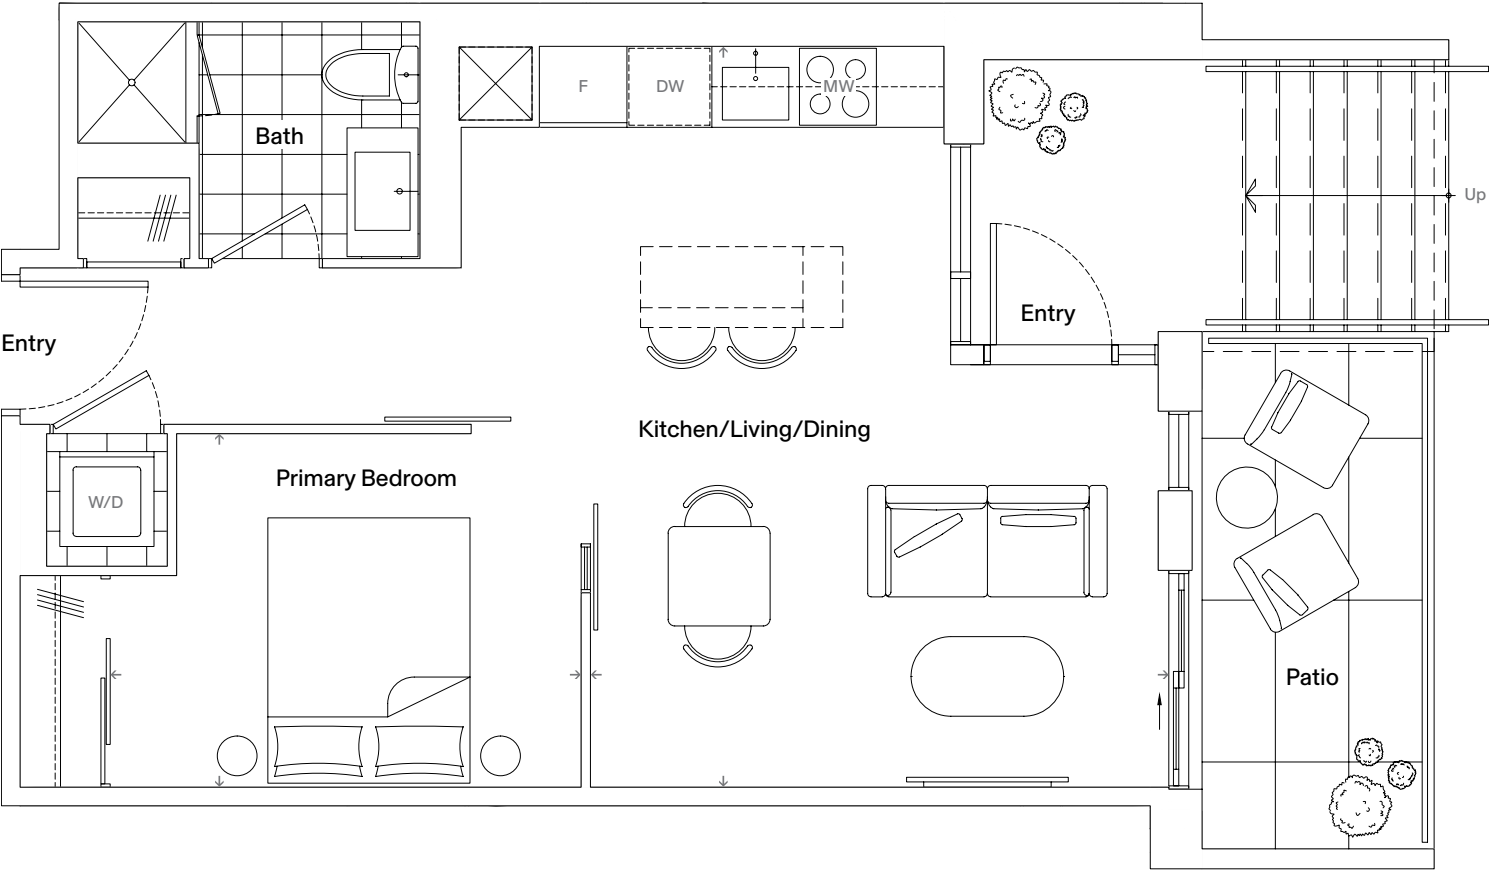 F
DW
MW
Bath
Up
Entry
Entry
Kitchen/Living/Dining
Primary Bedroom
W/D
Patio